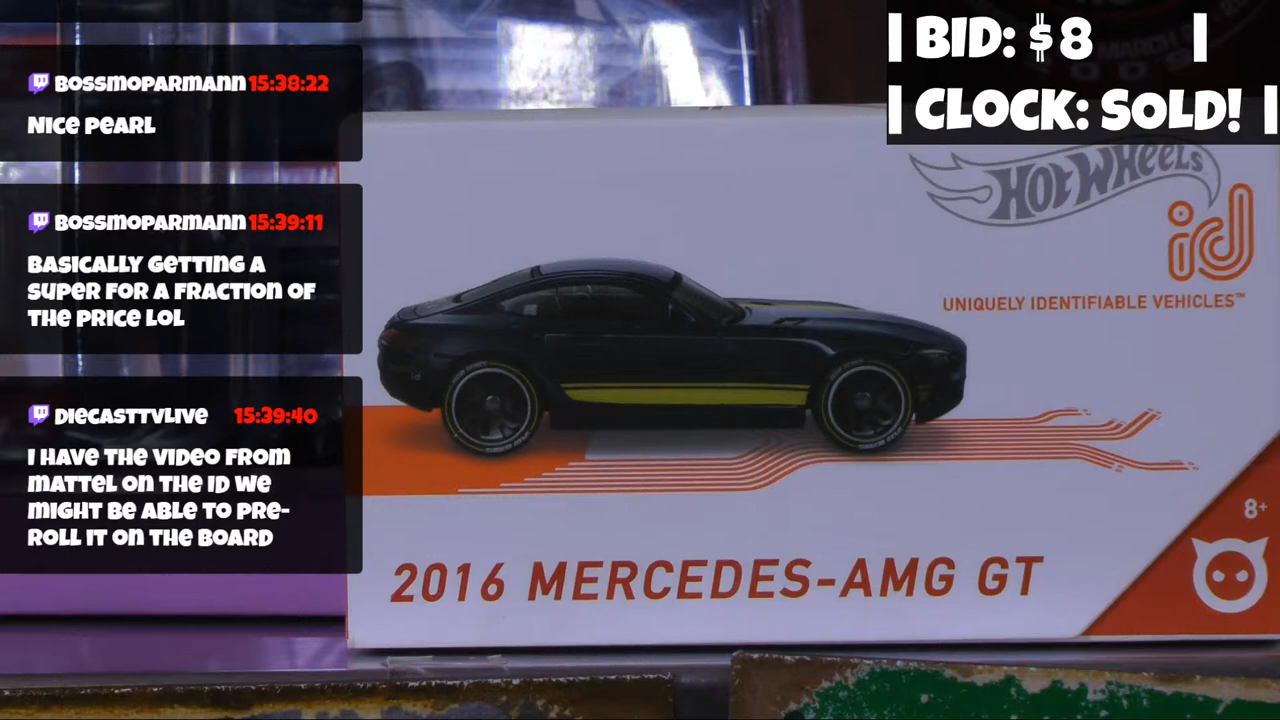 BOSSMOPARMANN 15:38:22
NICE PEARL
BOSSMOPARMANN 15:39:11
BASICALLY GETTING A
SUPER FOR A FRACTION OF
THE PRICE LOL
DIECASTTVLIVE 15:39:40
I HAVE THE VIDEO FROM
MATTEL ON THE ID WE
MIGHT BE ABLE TO PRE-
ROLL IT ON THE BOARD
| BID: $8 |
| CLOCK: SOLD! |
HOT WHEELS
id
UNIQUELY IDENTIFIABLE VEHICLES™
8+
2016 MERCEDES-AMG GT